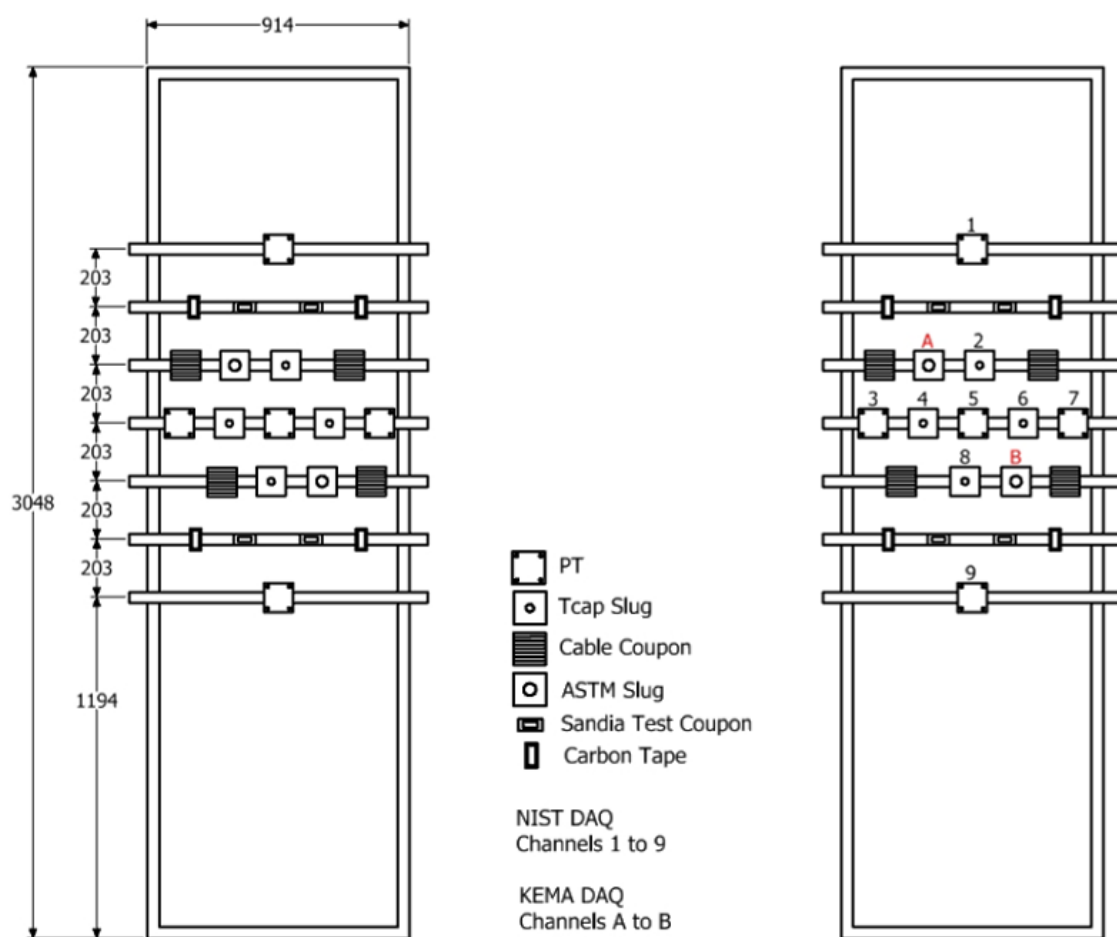 914
1
203
203
A
2
203
3
4
5
6
7
203
8
B
203
3048
203
9
1194
PT
Tcap Slug
Cable Coupon
ASTM Slug
Sandia Test Coupon
Carbon Tape
NIST DAQ
Channels 1 to 9
KEMA DAQ
Channels A to B